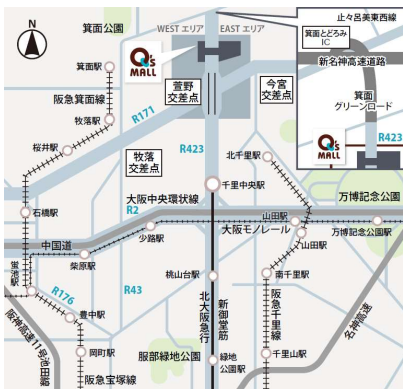 箕面公園
N
箕面駅
阪急箕面線
牧落駅
桜井駅
石橋駅
R171
WEST エリア
EAST エリア
Q's
MALL
萱野
交差点
今宮
交差点
牧落
交差点
R423
止々呂美東西線
箕面とどろみ
IC
新名神高速道路
箕面
グリーンロード
Q's
MALL
R423
北千里駅
千里中央駅
万博記念公園
大阪中央環状線
R2
山田駅
大阪モノレール
万博記念公園駅
山田駅
少路駅
中国道
柴原駅
蛍池駅
R176
R43
桃山台駅
南千里駅
豊中駅
北大阪急行
新御堂筋
阪急千里線
名神高速
阪神高速11号池田線
岡町駅
服部緑地公園
緑地
公園駅
千里山駅
阪急宝塚線